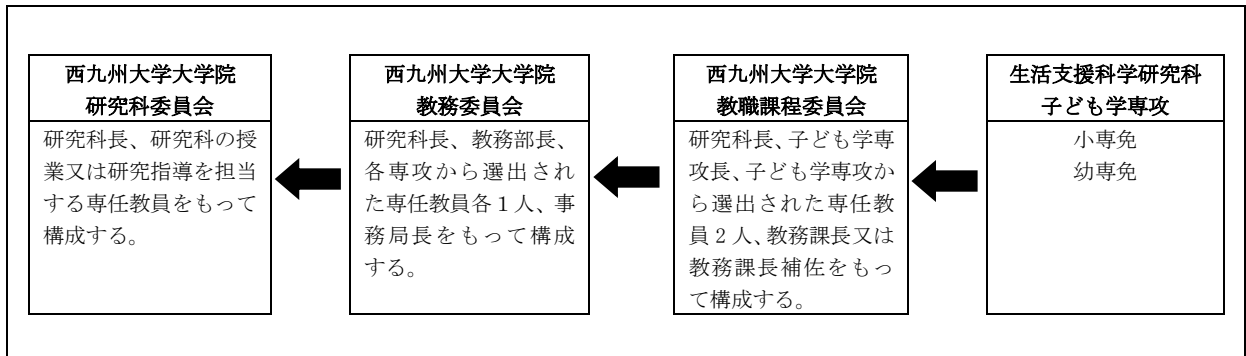 西九州大学大学院
研究科委員会
研究科長、研究科の授
業又は研究指導を担当
する専任教員をもって
構成する。
西九州大学大学院
教務委員会
研究科長、教務部長、
各専攻から選出され
た専任教員各1人、事
務局長をもって構成
する。
西九州大学大学院
教職課程委員会
研究科長、子ども学専
攻長、子ども学専攻か
ら選出された専任教
員2人、教務課長又は
教務課長補佐をもっ
て構成する。
生活支援科学研究科
子ども学専攻
小専免
幼専免